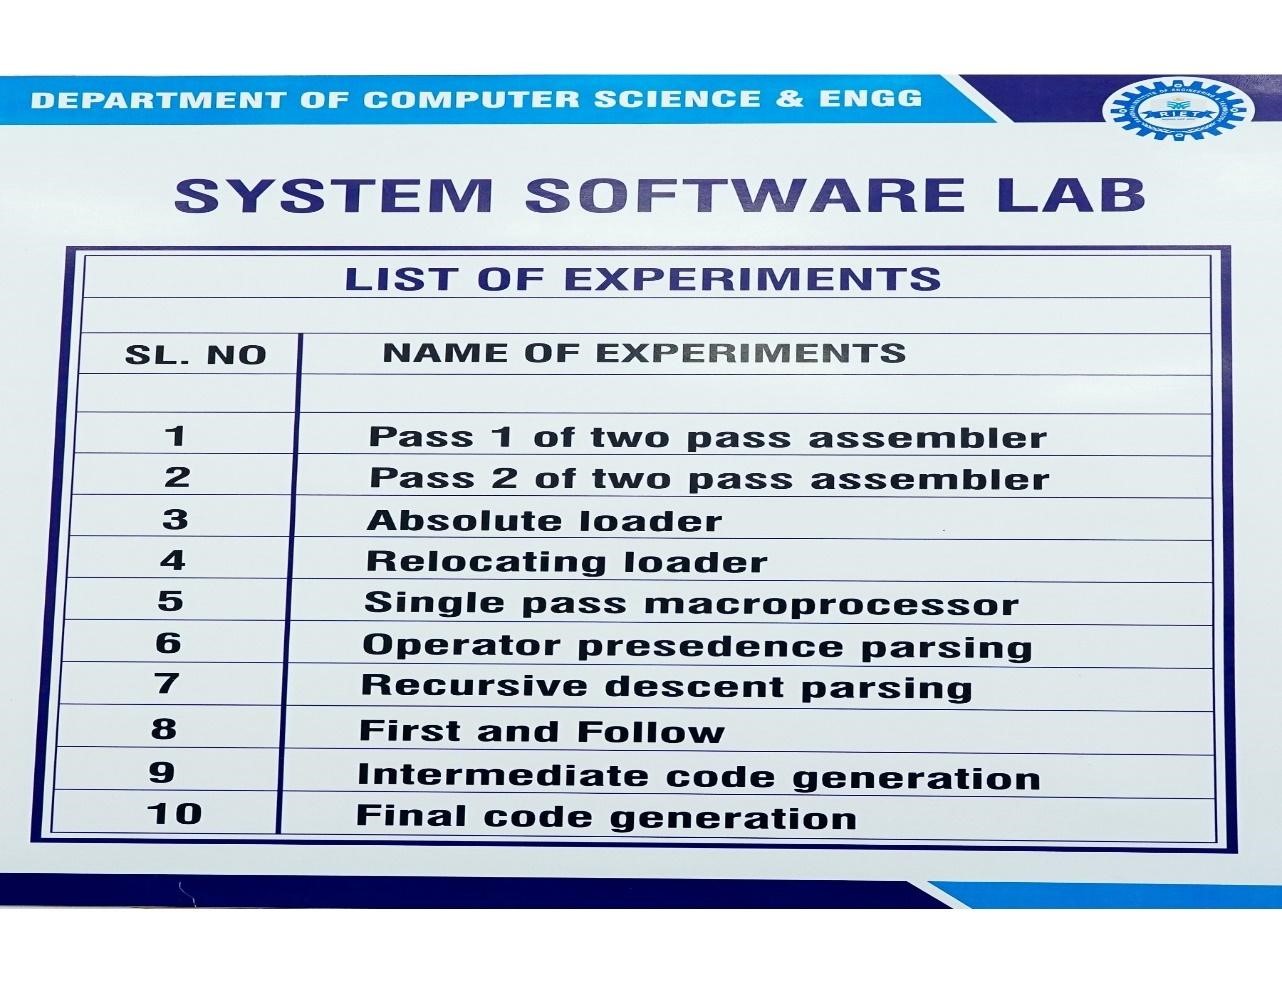 DEPARTMENT OF COMPUTER SCIENCE & ENGG
RIET
SYSTEM SOFTWARE LAB
LIST OF EXPERIMENTS
SL. NO NAME OF EXPERIMENTS
1 Pass 1 of two pass assembler
2 Pass 2 of two pass assembler
3 Absolute loader
4 Relocating loader
5 Single pass macroprocessor
6 Operator presedence parsing
7 Recursive descent parsing
8 First and Follow
9 Intermediate code generation
10 Final code generation